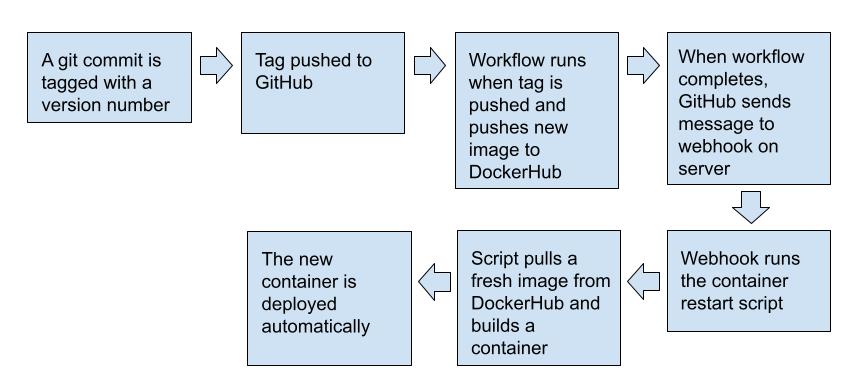 A git commit is
tagged with a
version number
Tag pushed to
GitHub
Workflow runs
when tag is
pushed and
pushes new
image to
DockerHub
When workflow
completes,
GitHub sends
message to
webhook on
server
Webhook runs
the container
restart script
Script pulls a
fresh image from
DockerHub and
builds a
container
The new
container is
deployed
automatically